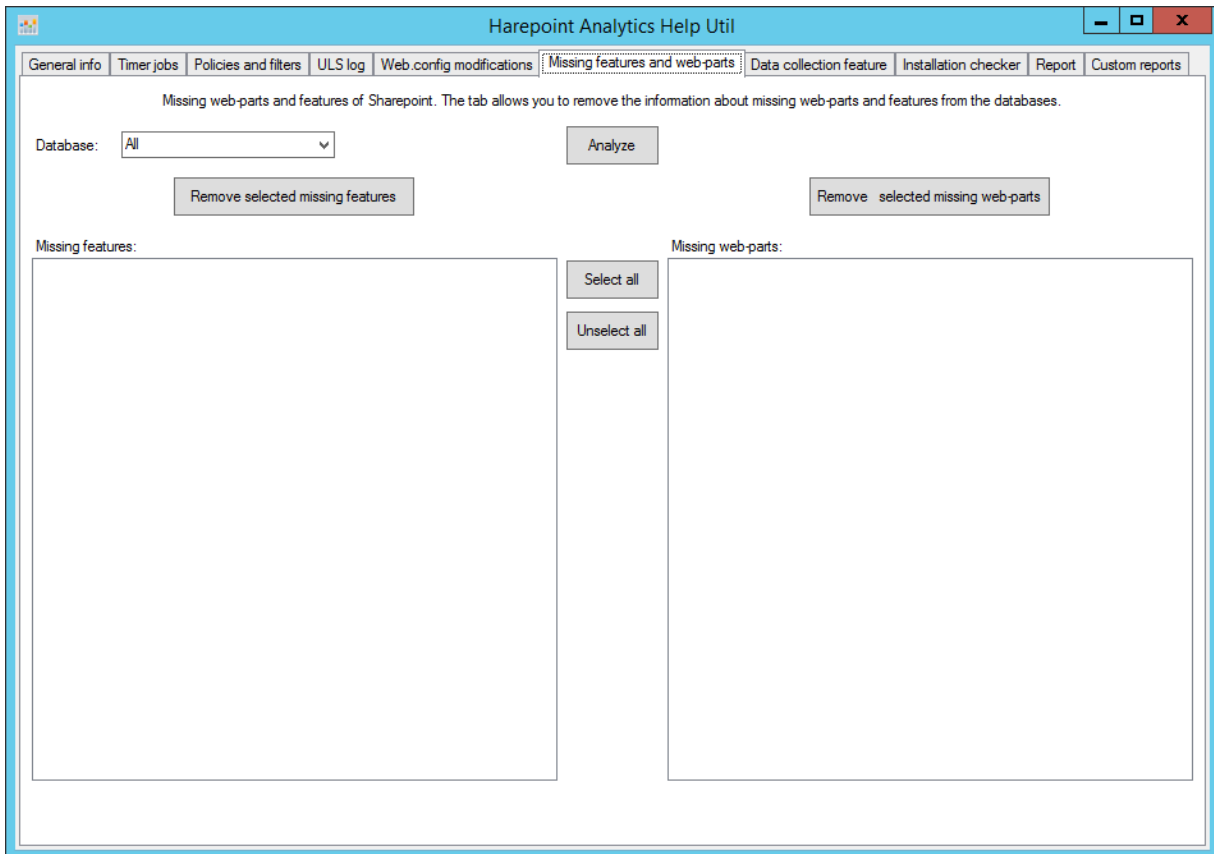 Harepoint Analytics Help Util
General info Timer jobs Policies and filters ULS log Web.config modifications Missing features and web-parts Data collection feature Installation checker Report Custom reports
Missing web-parts and features of Sharepoint. The tab allows you to remove the information about missing web-parts and features from the databases.
Database: All Analyze
Remove selected missing features Remove selected missing web-parts
Missing features: Missing web-parts:
Select all
Unselect all